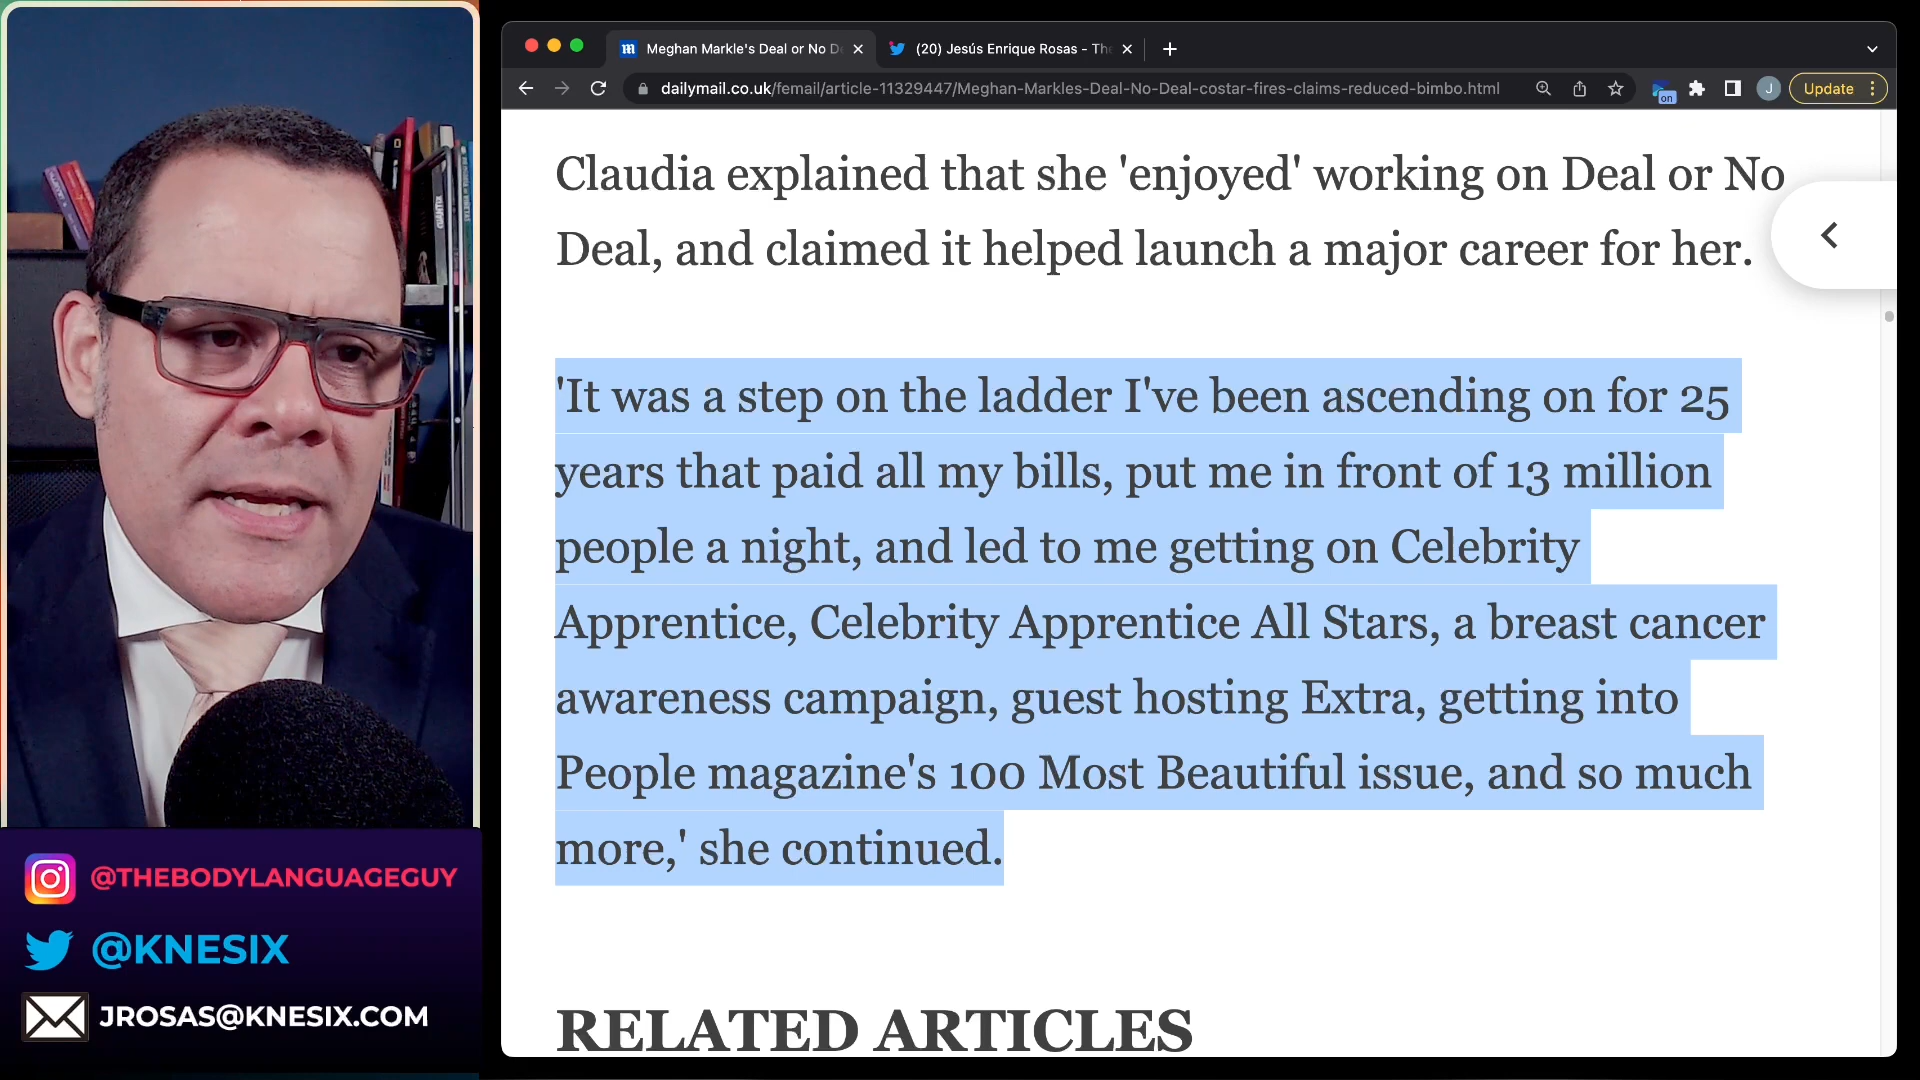 Meghan Markle's Deal or No D
(20) Jesús Enrique Rosas - Th
dailymail.co.uk/femail/article-11329447/Meghan-Markles-Deal-No-Deal-costar-fires-claims-reduced-bimbo.html
on
J
Update
Claudia explained that she 'enjoyed' working on Deal or No
Deal, and claimed it helped launch a major career for her.
'It was a step on the ladder I've been ascending on for 25
years that paid all my bills, put me in front of 13 million
people a night, and led to me getting on Celebrity
Apprentice, Celebrity Apprentice All Stars, a breast cancer
awareness campaign, guest hosting Extra, getting into
People magazine's 100 Most Beautiful issue, and so much
more,' she continued.
RELATED ARTICLES
@THEBODYLANGUAGEGUY
@KNESIX
JROSAS@KNESIX.COM